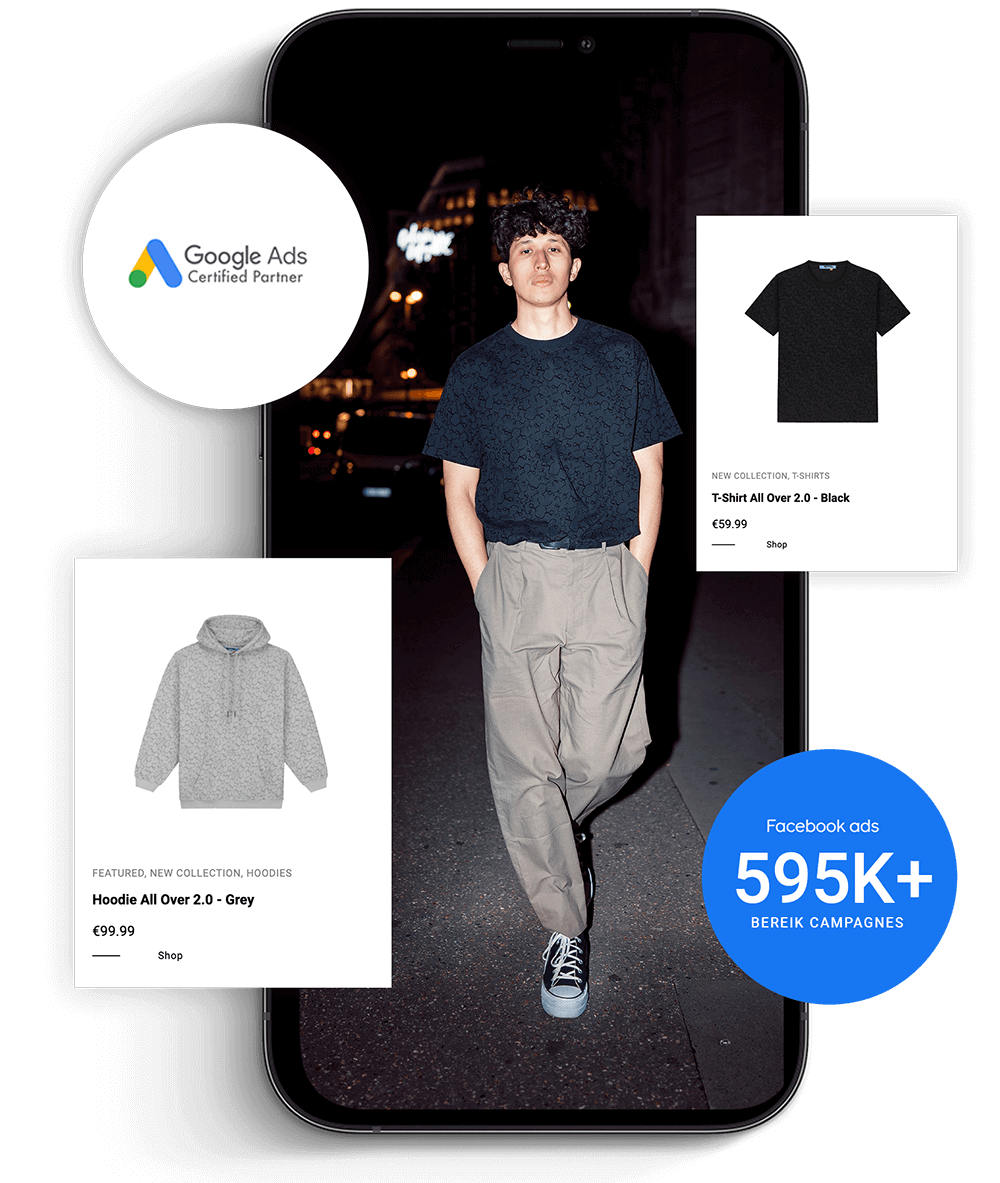 Google Ads
Certified Partner
NEW COLLECTION, T-SHIRTS
T-Shirt All Over 2.0 - Black
€59.99
Shop
FEATURED, NEW COLLECTION, HOODIES
Hoodie All Over 2.0 - Grey
€99.99
Shop
Facebook ads
595K+
BEREIK CAMPAGNES